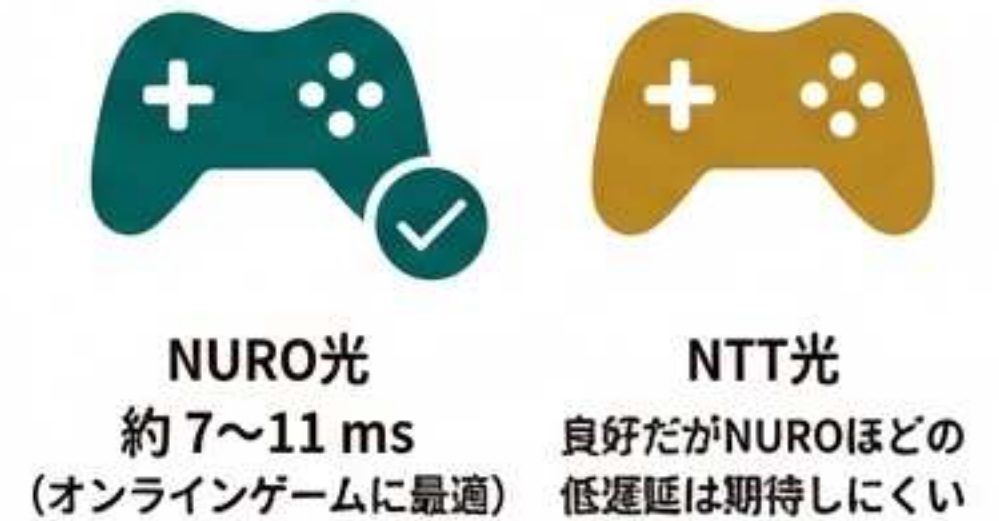 NURO光
約 7〜11 ms
（オンラインゲームに最適）
NTT光
良好だがNUROほどの
低遅延は期待しにくい